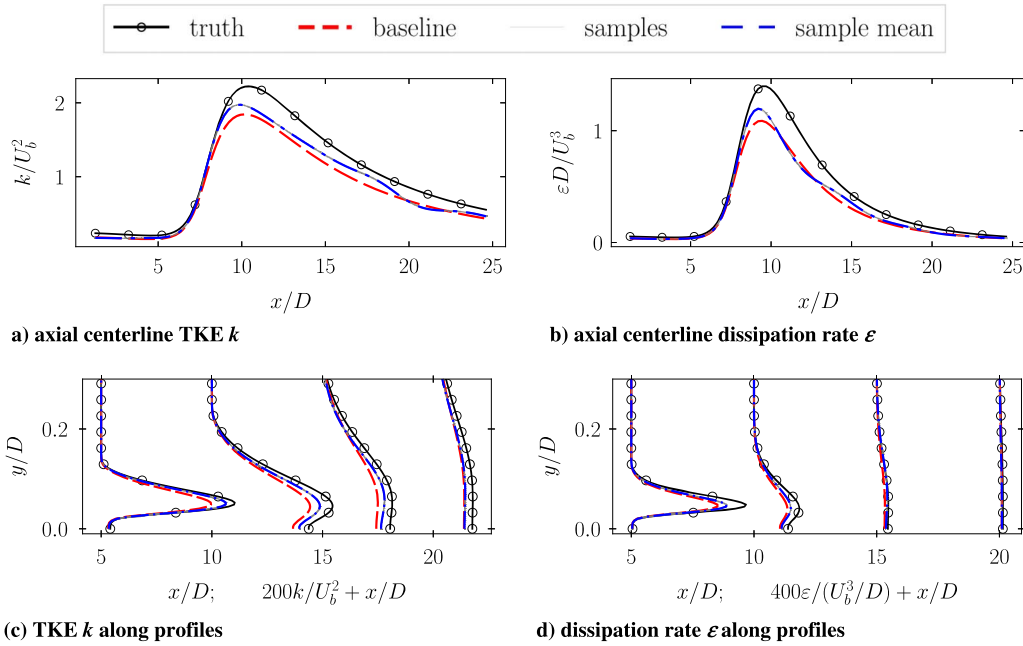 truth baseline samples sample mean
k/U_b^2
2
1
5 10 15 20 25
x/D
a) axial centerline TKE k
εD/U_b^3
1
0
5 10 15 20 25
x/D
b) axial centerline dissipation rate ε
y/D
0.2
0.0
5 10 15 20
x/D; 200k/U_b^2 + x/D
(c) TKE k along profiles
y/D
0.2
0.0
5 10 15 20
x/D; 400ε/(U_b^3/D) + x/D
d) dissipation rate ε along profiles